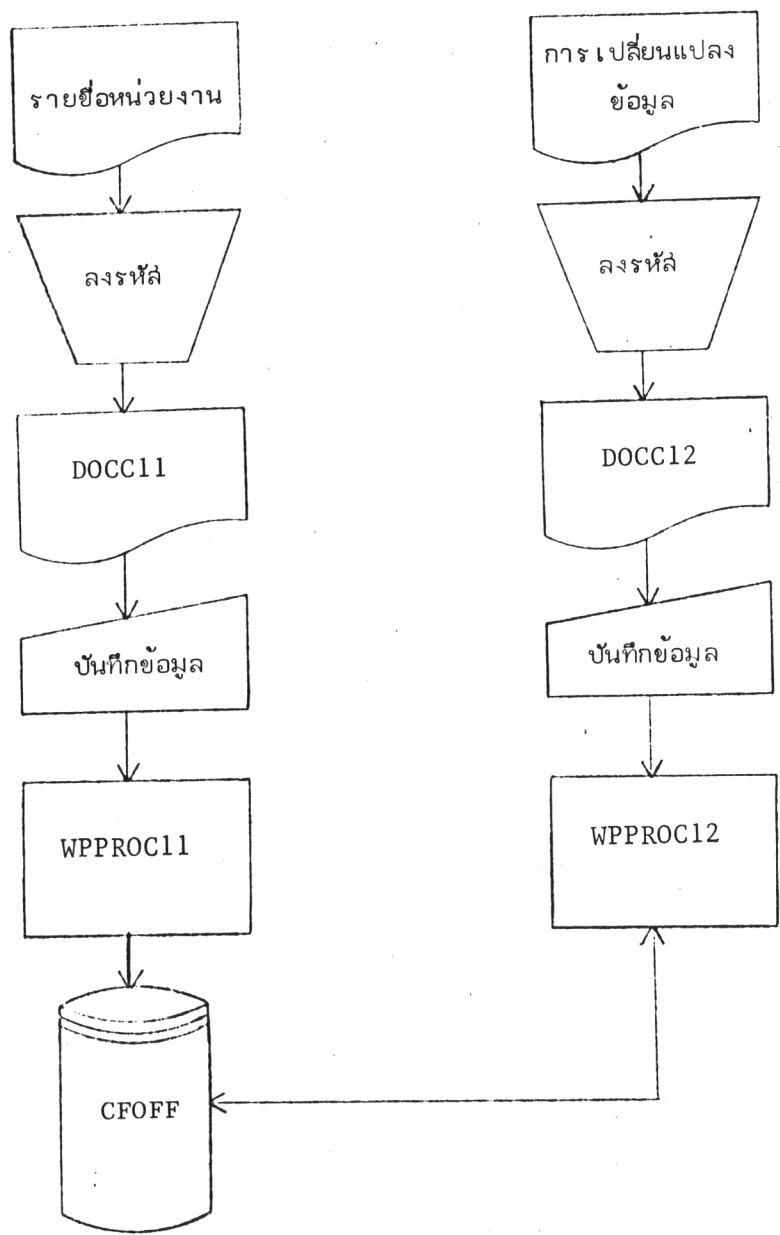 รายชื่อหน่วยงาน
ลงรหัส
DOCC11
บันทึกข้อมูล
WPPROC11
CFOFF
การเปลี่ยนแปลง
ข้อมูล
ลงรหัส
DOCC12
บันทึกข้อมูล
WPPROC12